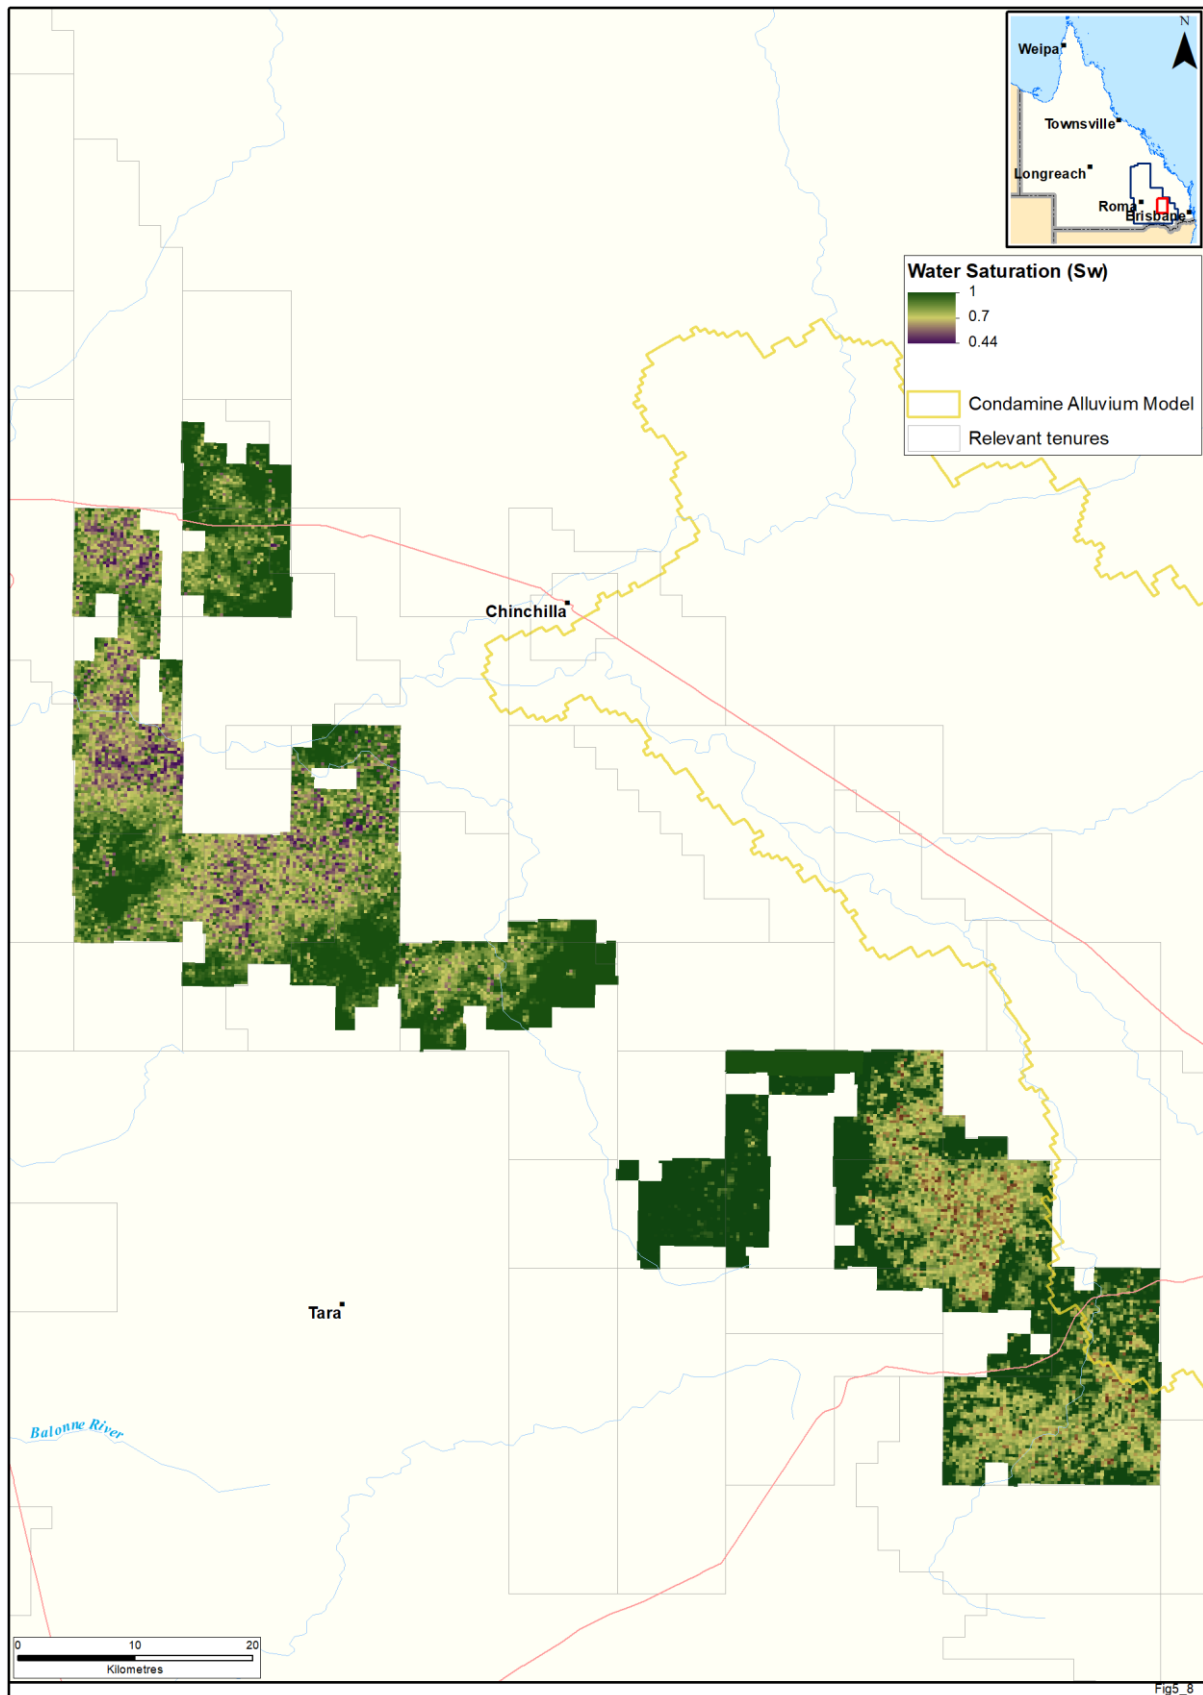 N
Weipa
Townsville
Longreach
Roma
Brisbane
Water Saturation (Sw)
1
0.7
0.44
Condamine Alluvium Model
Relevant tenures
Chinchilla
Tara
Balonne River
0 10 20
Kilometres
Fig5_8